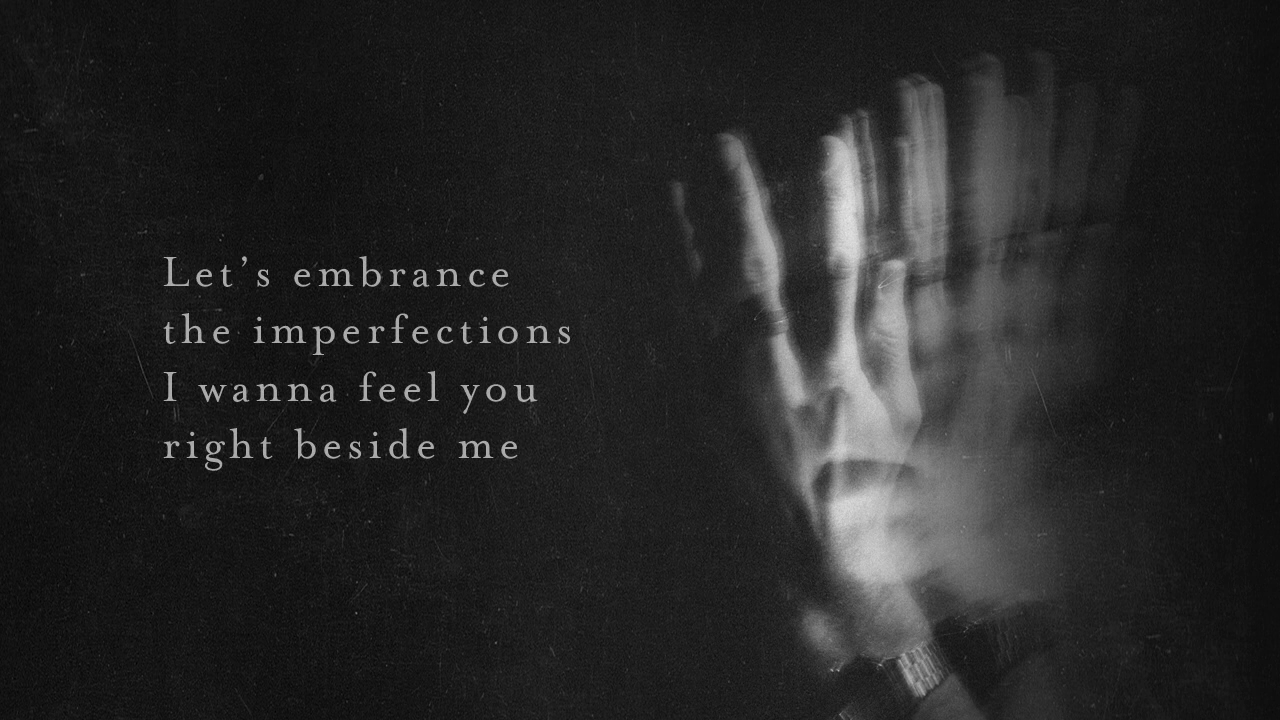 Let’s embrance
the imperfections
I wanna feel you
right beside me